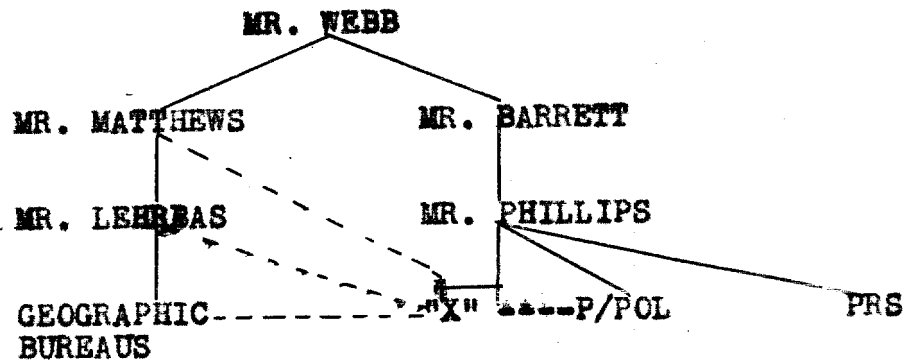 MR. WEBB
MR. MATTHEWS MR. BARRETT
MR. LEHRBAS MR. PHILLIPS
GEOGRAPHIC "X" P/POL PRS
BUREAUS